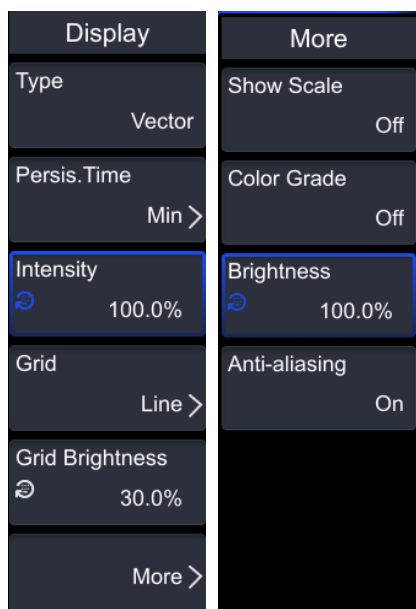 Display
Type
Vector
Persis.Time
Min
Intensity
100.0%
Grid
Line
Grid Brightness
30.0%
More
More
Show Scale
Off
Color Grade
Off
Brightness
100.0%
Anti-aliasing
On